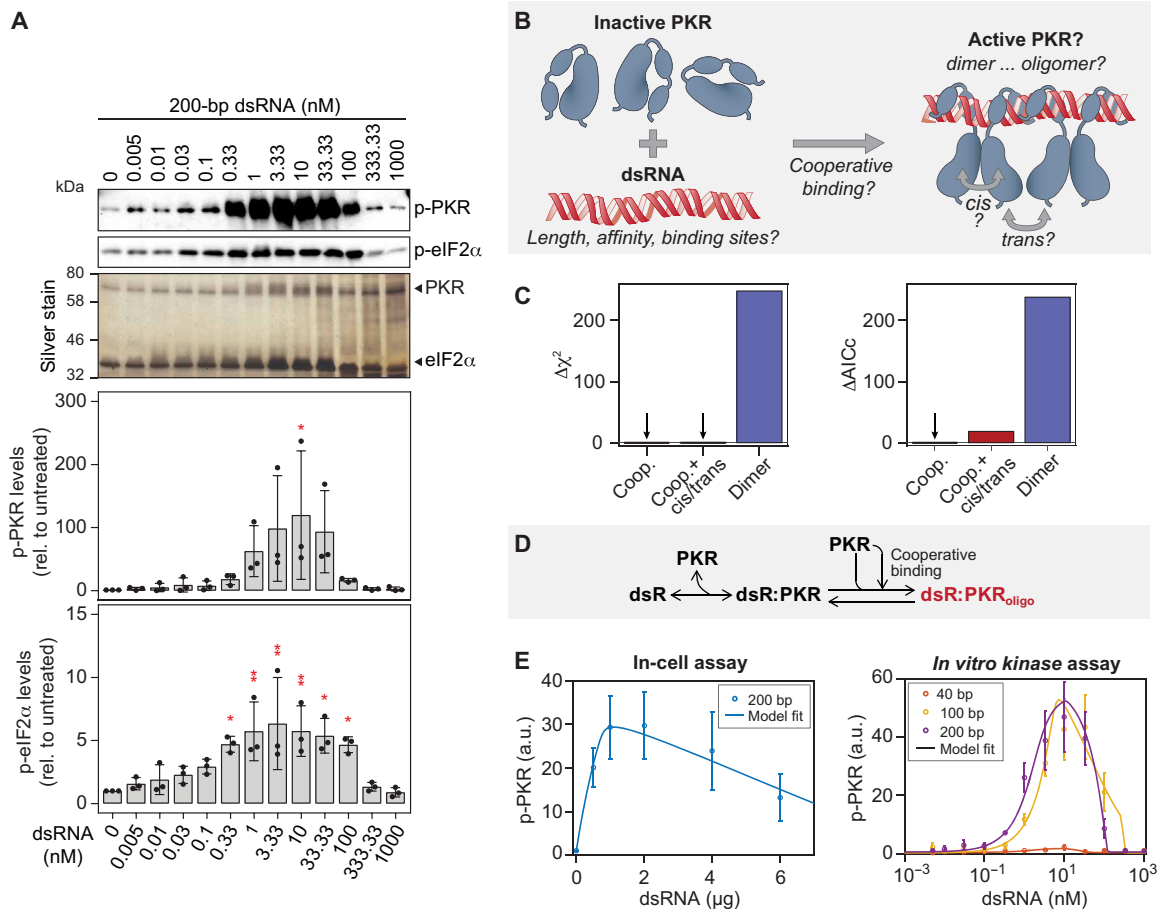 A
200-bp dsRNA (nM)
0 0.005 0.01 0.03 0.1 0.33 1 3.33 10 33.33 100 333.33 1000
kDa
p-PKR
p-eIF2α
Silver stain
80
58
46
32
PKR
eIF2α
p-PKR levels
(rel. to untreated)
300
200
100
0
*
p-eIF2α levels
(rel. to untreated)
15
10
5
0
* ** ** ** * *
dsRNA
(nM)
0 0.005 0.01 0.03 0.1 0.33 1 3.33 10 33.33 100 333.33 1000
B
Inactive PKR
+
dsRNA
Length, affinity, binding sites?
Cooperative
binding?
Active PKR?
dimer ... oligomer?
cis
?
trans?
C
Δχ²
200
100
0
Coop.
Coop.+
cis/trans
Dimer
ΔAICc
200
100
0
Coop.
Coop.+
cis/trans
Dimer
D
PKR
dsR
dsR:PKR
PKR
Cooperative
binding
dsR:PKRoligo
E
In-cell assay
p-PKR (a.u.)
40
30
20
10
0
200 bp
Model fit
0 2 4 6
dsRNA (µg)
In vitro kinase assay
p-PKR (a.u.)
60
40
20
0
40 bp
100 bp
200 bp
Model fit
10⁻³ 10⁻¹ 10¹ 10³
dsRNA (nM)